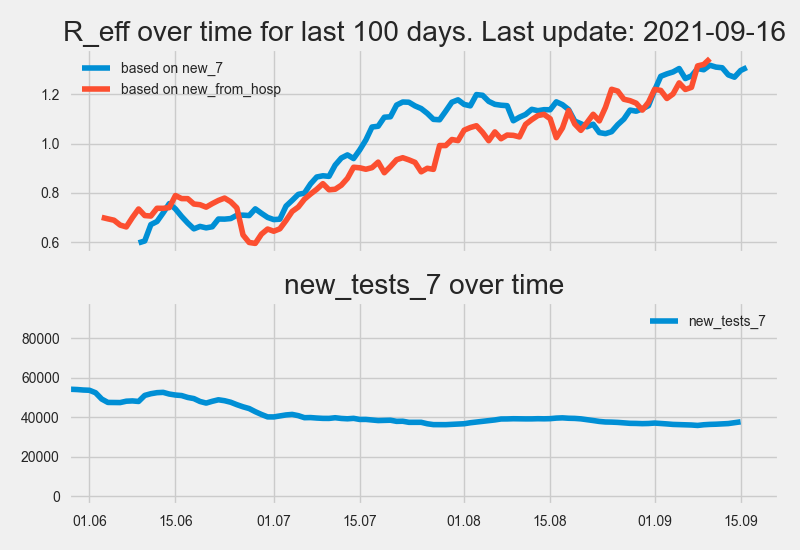 R_eff over time for last 100 days. Last update: 2021-09-16
based on new_7
based on new_from_hosp
1.2
1.0
0.8
0.6
new_tests_7 over time
new_tests_7
80000
60000
40000
20000
0
01.06 15.06 01.07 15.07 01.08 15.08 01.09 15.09